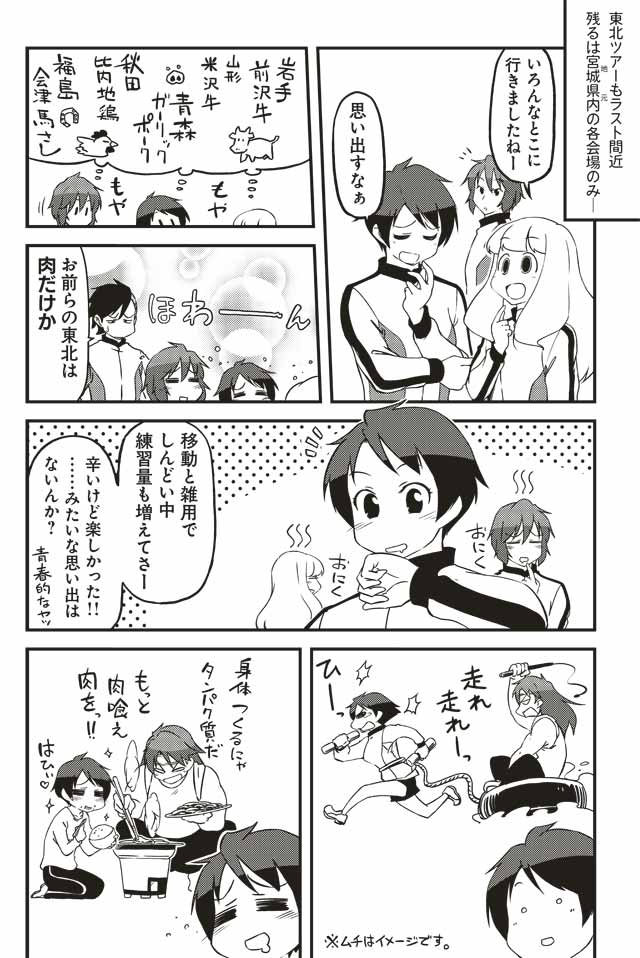 東北ツアーもラスト間近
残るは宮城県内の各会場のみ―
地元
いろんなとこに
行きましたねー
思い出すなぁ
岩手
前沢牛
山形
米沢牛
青森
ガーリック
ポーク
秋田
比内地鶏
福島
会津馬さし
もや
もや
ほわーーん
お前らの東北は
肉だけか
おにく
おにく
移動と雑用で
しんどい中
練習量も増えてさー
辛いけど楽しかった!!
……みたいな思い出は
ないんか?
青春的なヤツ
走れ
走れーっ
ひーっ
※ムチはイメージです。
身体つくるにゃ
タンパク質だ
もっと
肉喰え
肉をっ!!
はひぃ♡